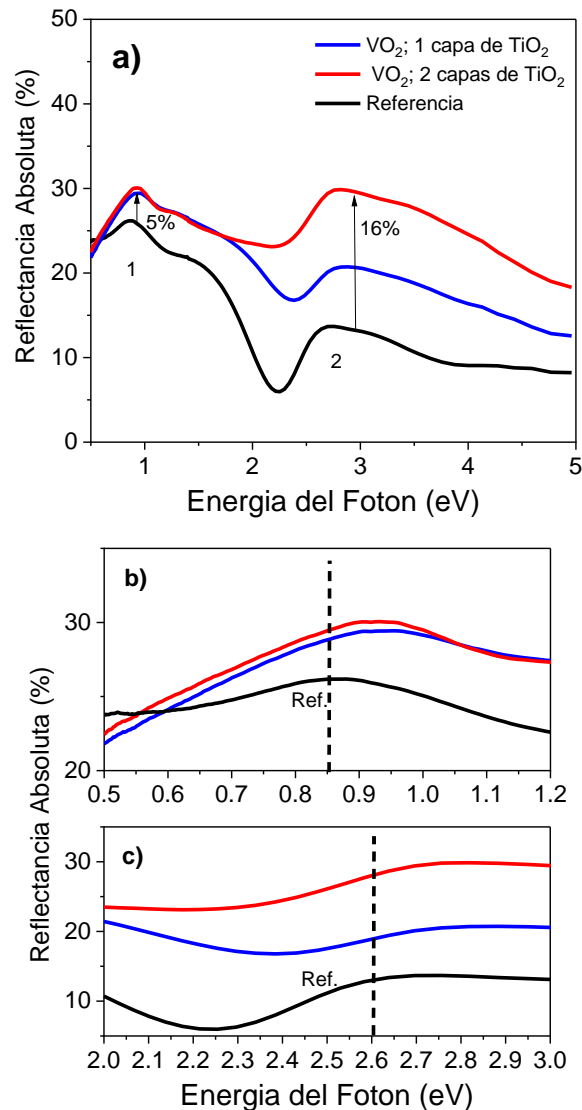 a)
VO2; 1 capa de TiO2
VO2; 2 capas de TiO2
Referencia
50
40
30
20
10
0
5%
16%
1
2
1 2 3 4 5
Reflectancia Absoluta (%)
Energia del Foton (eV)
b)
30
20
Ref.
0.5 0.6 0.7 0.8 0.9 1.0 1.1 1.2
Reflectancia Absoluta (%)
c)
30
20
10
Ref.
2.0 2.1 2.2 2.3 2.4 2.5 2.6 2.7 2.8 2.9 3.0
Energia del Foton (eV)